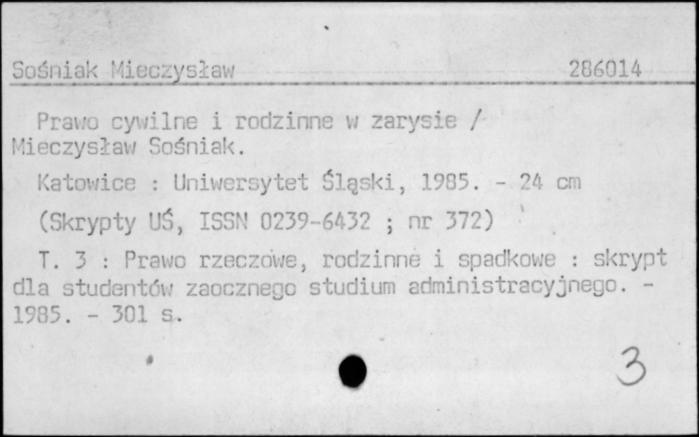 Sośniak Mieczysław 286014
Prawo cywilne i rodzinne w zarysie /
Mieczysław Sośniak.
Katowice : Uniwersytet Śląski, 1985. - 24 cm
(Skrypty UŚ, ISSN 0239-6432 ; nr 372)
T. 3 : Prawo rzeczowe, rodzinne i spadkowe : skrypt
dla studentów zaocznego studium administracyjnego. -
1985. - 301 s.
3